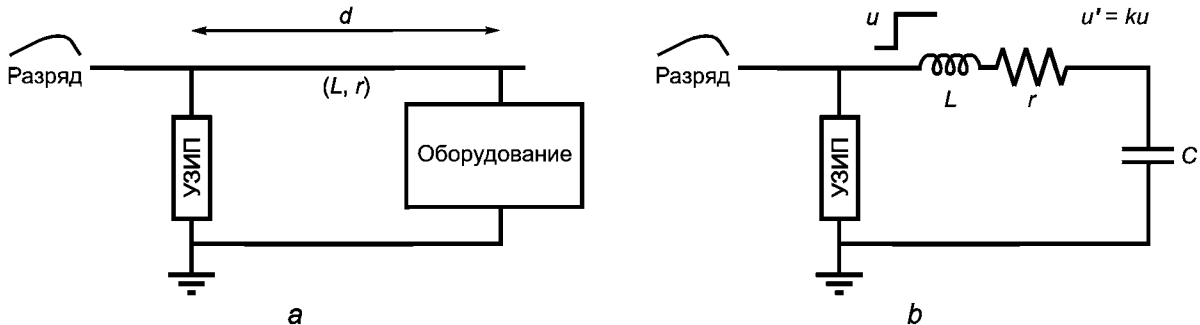 d
Разряд
(L, r)
УЗИП
Оборудование
a
u
u' = ku
Разряд
L
r
УЗИП
C
b